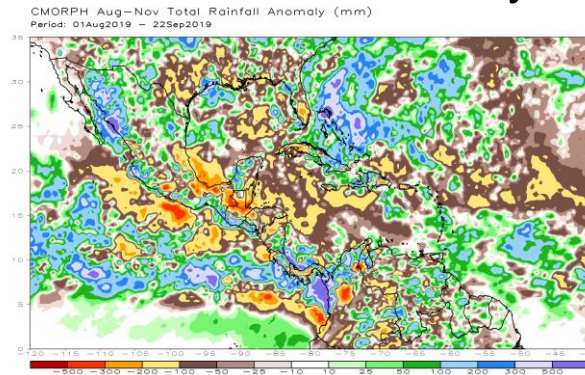 CMORPH Aug-Nov Total Rainfall Anomaly (mm)
Period: 01Aug2019 - 22Sep2019
35
30
25
20
15
10
5
0
-120 -115 -110 -105 -100 -95 -90 -85 -80 -75 -70 -65 -60 -55 -50 -45
-500 -300 -200 -100 -50 -25 -10 10 25 50 100 200 300 500